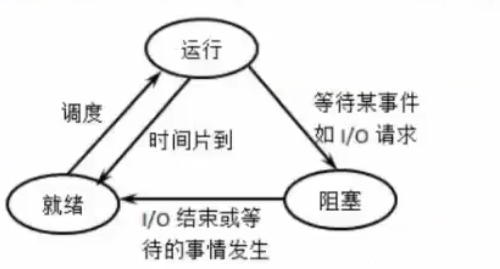 运行
调度
等待某事件
如 I/O 请求
时间片到
就绪
阻塞
I/O 结束或等
待的事情发生